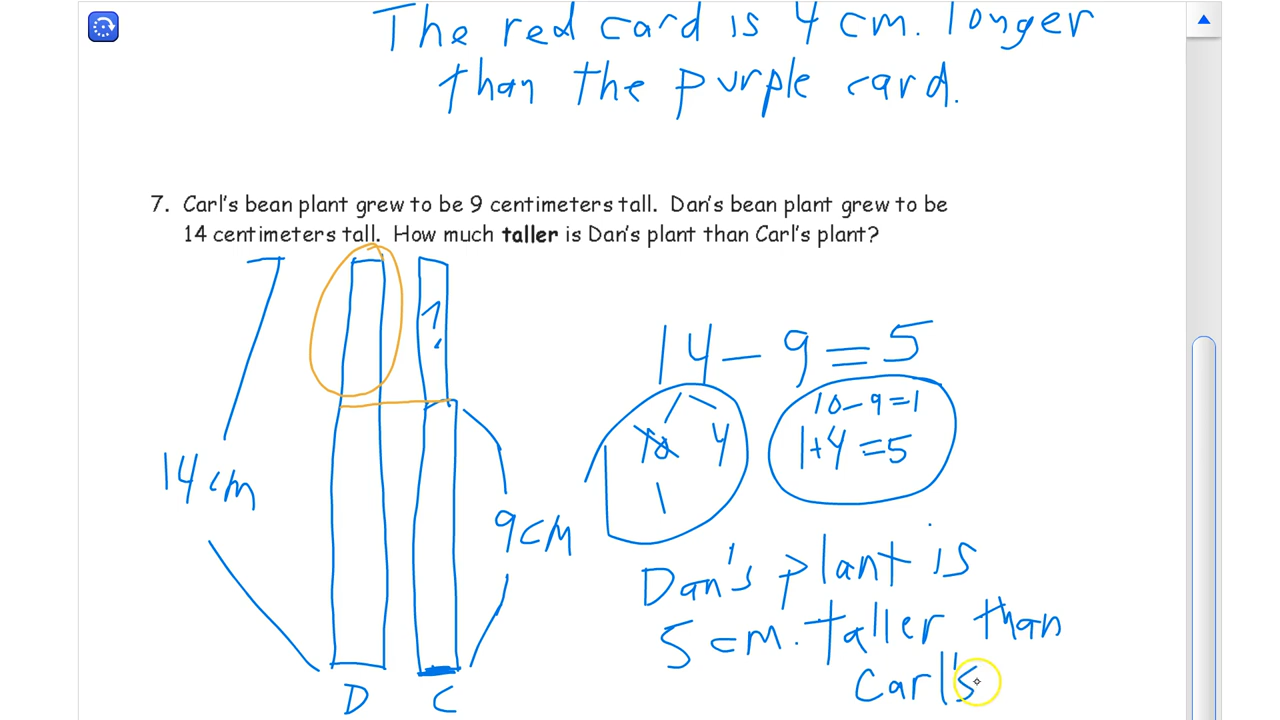 The red card is 4 cm. longer
than the purple card.
7. Carl's bean plant grew to be 9 centimeters tall. Dan's bean plant grew to be
14 centimeters tall. How much taller is Dan's plant than Carl's plant?
?
14 - 9 = 5
10 4
1
10 - 9 = 1
1 + 4 = 5
14 cm
9 cm
Dan's plant is
5 cm. taller than
Carl's
D C